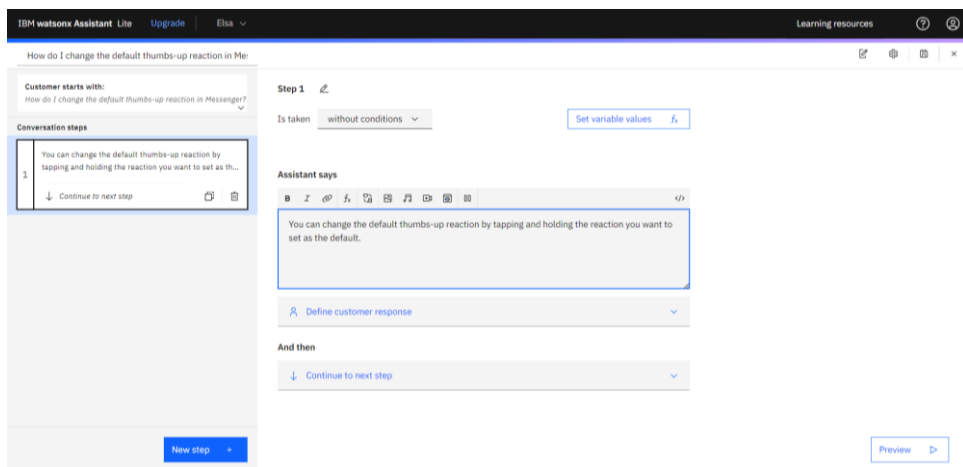 IBM watsonx Assistant Lite Upgrade Elsa Learning resources
How do I change the default thumbs-up reaction in Mes
Customer starts with:
How do I change the default thumbs-up reaction in Messenger?
Conversation steps
1
You can change the default thumbs-up reaction by
tapping and holding the reaction you want to set as th...
Continue to next step
New step +
Step 1
Is taken without conditions
Set variable values fx
Assistant says
B I fx </>
You can change the default thumbs-up reaction by tapping and holding the reaction you want to
set as the default.
Define customer response
And then
Continue to next step
Preview